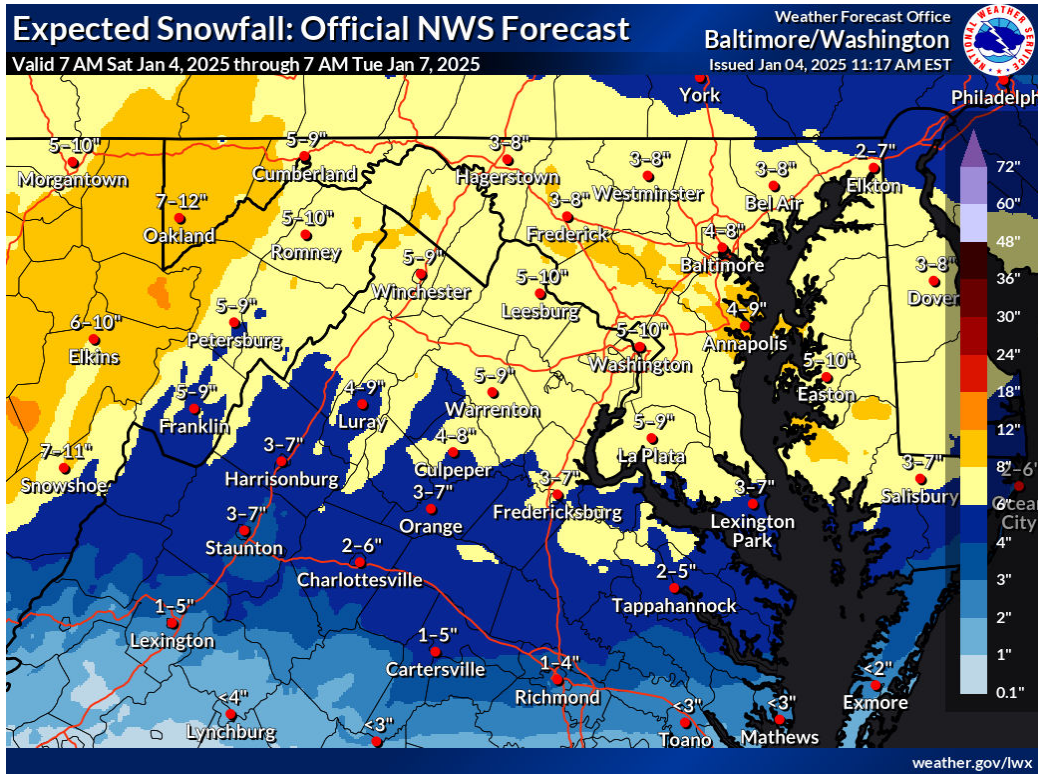 Expected Snowfall: Official NWS Forecast
Valid 7 AM Sat Jan 4, 2025 through 7 AM Tue Jan 7, 2025
Weather Forecast Office
Baltimore/Washington
Issued Jan 04, 2025 11:17 AM EST
NATIONAL WEATHER SERVICE
York
Philadelph
5–10"
Morgantown
5–9"
Cumberland
3–8"
Hagerstown
3–8"
Westminster
3–8"
Bel Air
2–7"
Elkton
7–12"
Oakland
5–10"
Romney
3–8"
Frederick
4–8"
Baltimore
5–9"
Winchester
5–10"
Leesburg
3–8"
Dover
5–9"
Petersburg
4–9"
Annapolis
6–10"
Elkins
5–10"
Washington
5–10"
Easton
5–9"
Franklin
4–9"
Luray
5–9"
Warrenton
5–9"
La Plata
7–11"
Snowshoe
3–7"
Harrisonburg
4–8"
Culpeper
3–7"
Salisbury
2–6"
Ocean
City
3–7"
Orange
3–7"
Fredericksburg
3–7"
Lexington
Park
3–7"
Staunton
2–6"
Charlottesville
2–5"
Tappahannock
1–5"
Lexington
1–5"
Cartersville
1–4"
Richmond
<2"
Exmore
<4"
Lynchburg
<3"
<3"
Toano
<3"
Mathews
72"
60"
48"
36"
30"
24"
18"
12"
8"
6"
4"
3"
2"
1"
0.1"
weather.gov/lwx